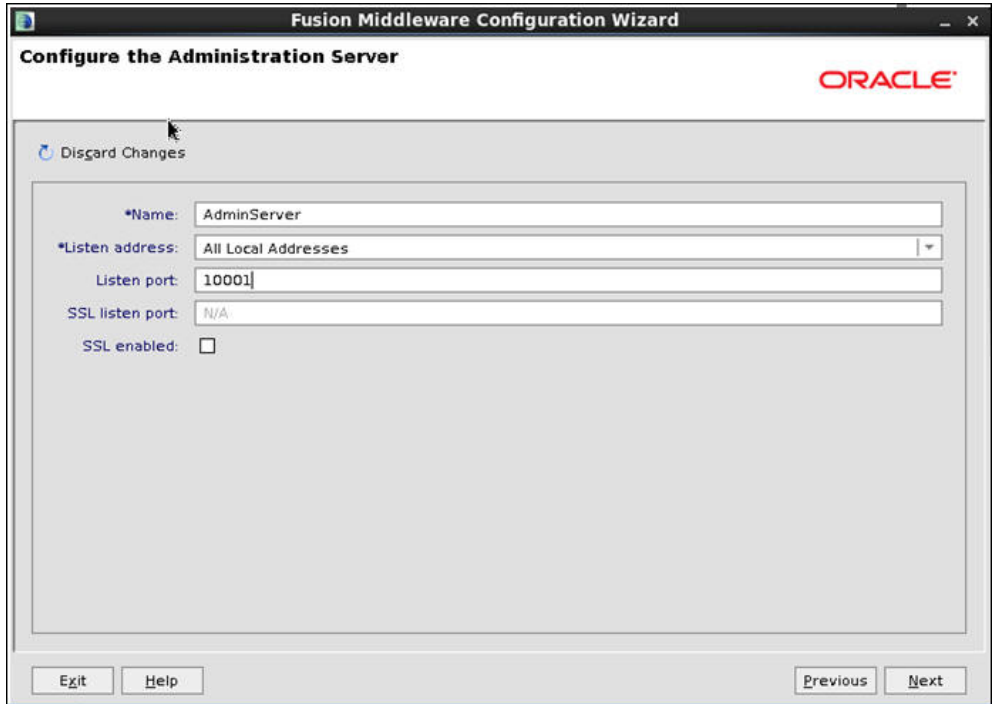 Fusion Middleware Configuration Wizard
Configure the Administration Server
ORACLE
Discard Changes
*Name: AdminServer
*Listen address: All Local Addresses
Listen port: 10001
SSL listen port: N/A
SSL enabled:
Exit Help Previous Next